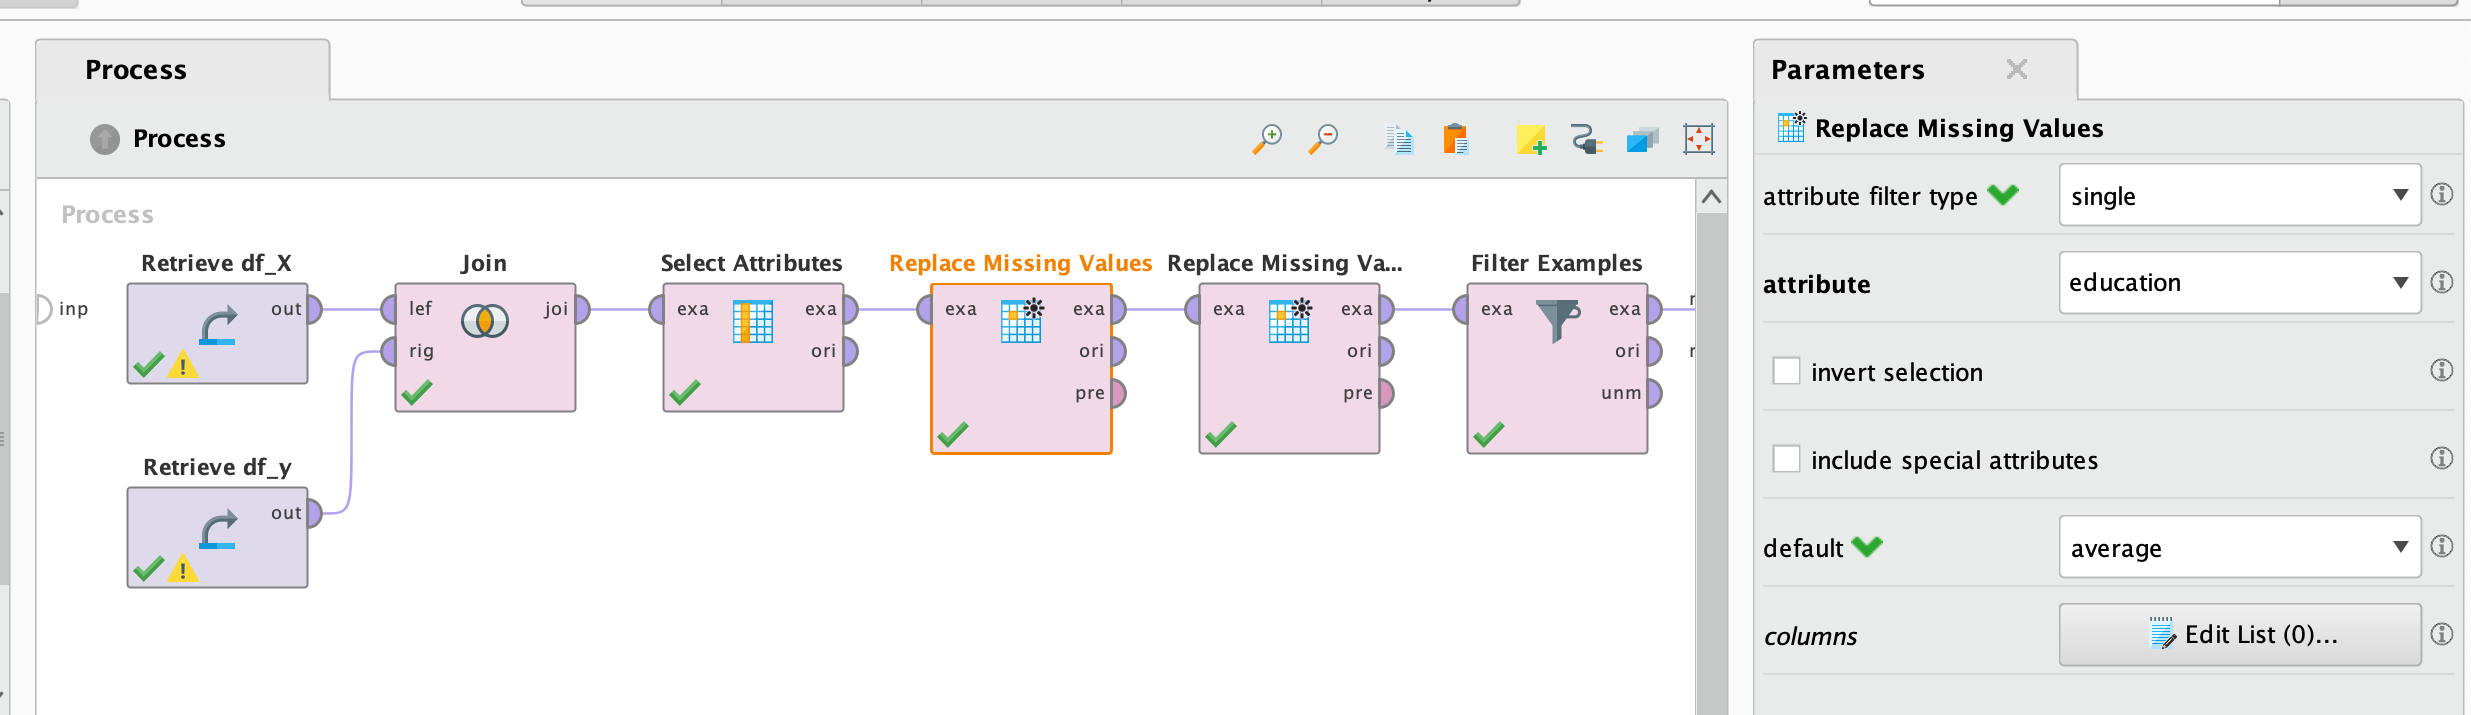 Process
Process
Process
inp
Retrieve df_X
out
Join
lef
joi
rig
Select Attributes
exa
exa
ori
Replace Missing Values
exa
exa
ori
pre
Replace Missing Va...
exa
exa
ori
pre
Filter Examples
exa
exa
ori
unm
r
r
Retrieve df_y
out
Parameters
Replace Missing Values
attribute filter type
single
attribute
education
invert selection
include special attributes
default
average
columns
Edit List (0)...